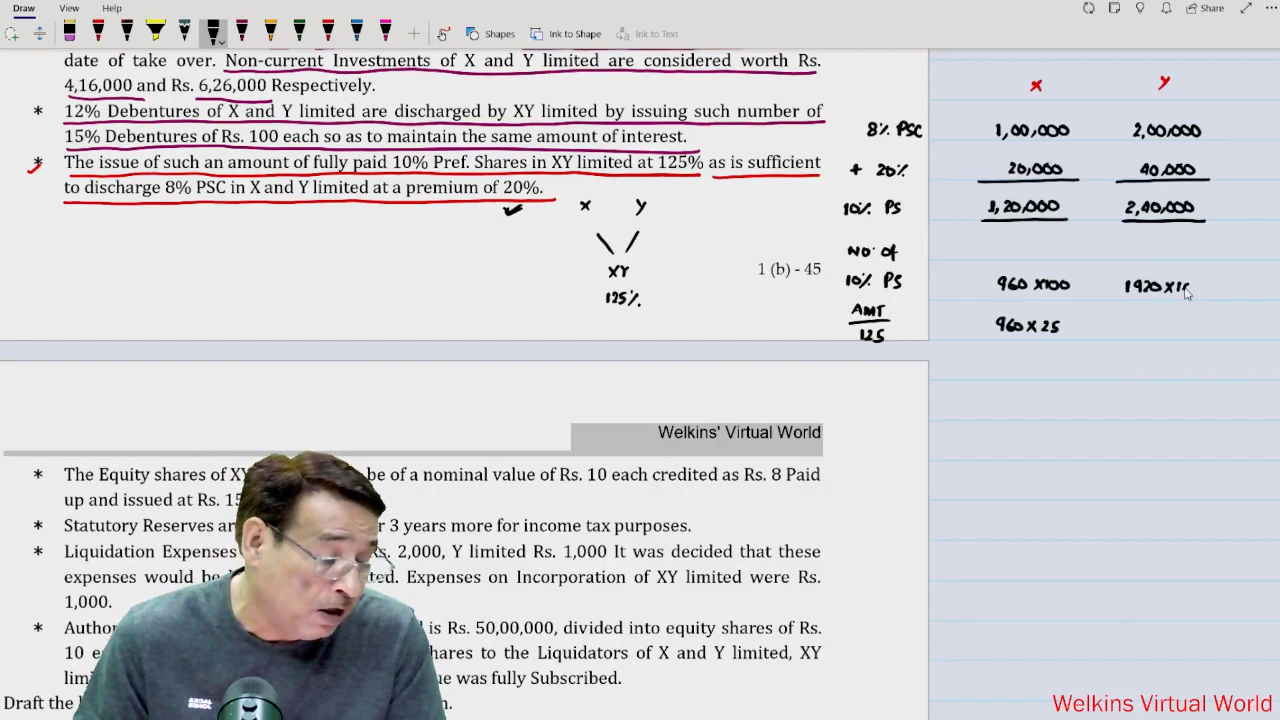 Draw Insert View Help
Shapes Ink to Shape Ink to Text Share
date of take over. Non-current Investments of X and Y limited are considered worth Rs.
4,16,000 and Rs. 6,26,000 Respectively.
* 12% Debentures of X and Y limited are discharged by XY limited by issuing such number of
15% Debentures of Rs. 100 each so as to maintain the same amount of interest.
* The issue of such an amount of fully paid 10% Pref. Shares in XY limited at 125% as is sufficient
to discharge 8% PSC in X and Y limited at a premium of 20%.
X Y
XY
125%
1 (b) - 45
X Y
8% PSC 1,00,000 2,00,000
+ 20% 20,000 40,000
10% PS 1,20,000 2,40,000
No. of
10% PS 960 x100 1920x1
AMT
125 960 x 25
Welkins' Virtual World
* The Equity shares of XY be of a nominal value of Rs. 10 each credited as Rs. 8 Paid
up and issued at Rs.
* Statutory Reserves 3 years more for income tax purposes.
* Liquidation Expenses Rs. 2,000, Y limited Rs. 1,000 It was decided that these
expenses would Expenses on Incorporation of XY limited were Rs.
1,000.
* is Rs. 50,00,000, divided into equity shares of Rs.
10 to the Liquidators of X and Y limited, XY
was fully Subscribed.
Draft the
AXDAL
Welkins Virtual World